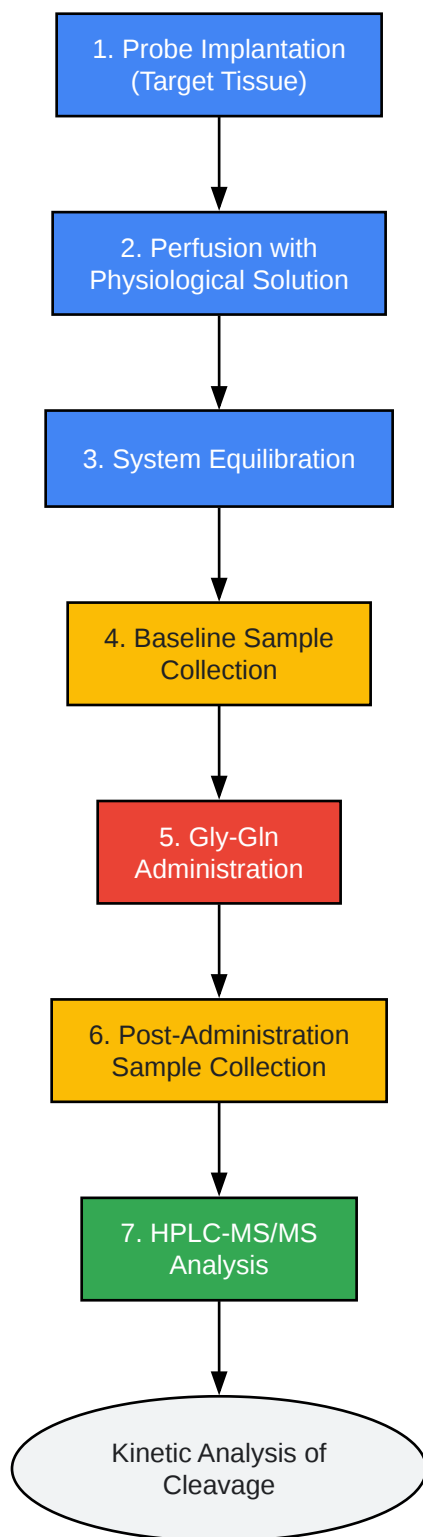 1. Probe Implantation
(Target Tissue)
2. Perfusion with
Physiological Solution
3. System Equilibration
4. Baseline Sample
Collection
5. Gly-Gln
Administration
6. Post-Administration
Sample Collection
7. HPLC-MS/MS
Analysis
Kinetic Analysis of
Cleavage